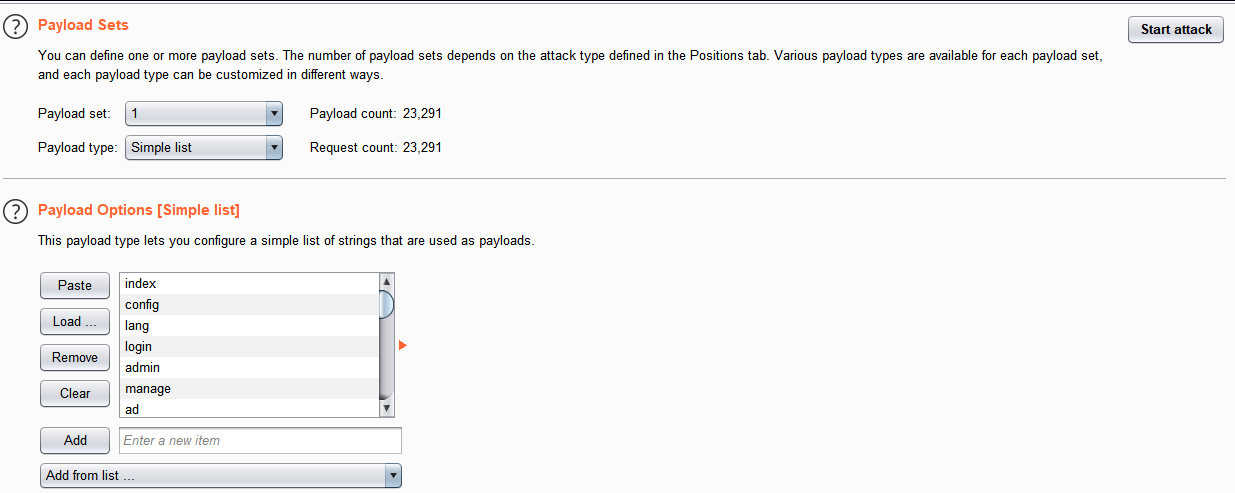 ? Payload Sets
Start attack
You can define one or more payload sets. The number of payload sets depends on the attack type defined in the Positions tab. Various payload types are available for each payload set,
and each payload type can be customized in different ways.
Payload set: 1 Payload count: 23,291
Payload type: Simple list Request count: 23,291
? Payload Options [Simple list]
This payload type lets you configure a simple list of strings that are used as payloads.
Paste
Load ...
Remove
Clear
index
config
lang
login
admin
manage
ad
Add Enter a new item
Add from list ...